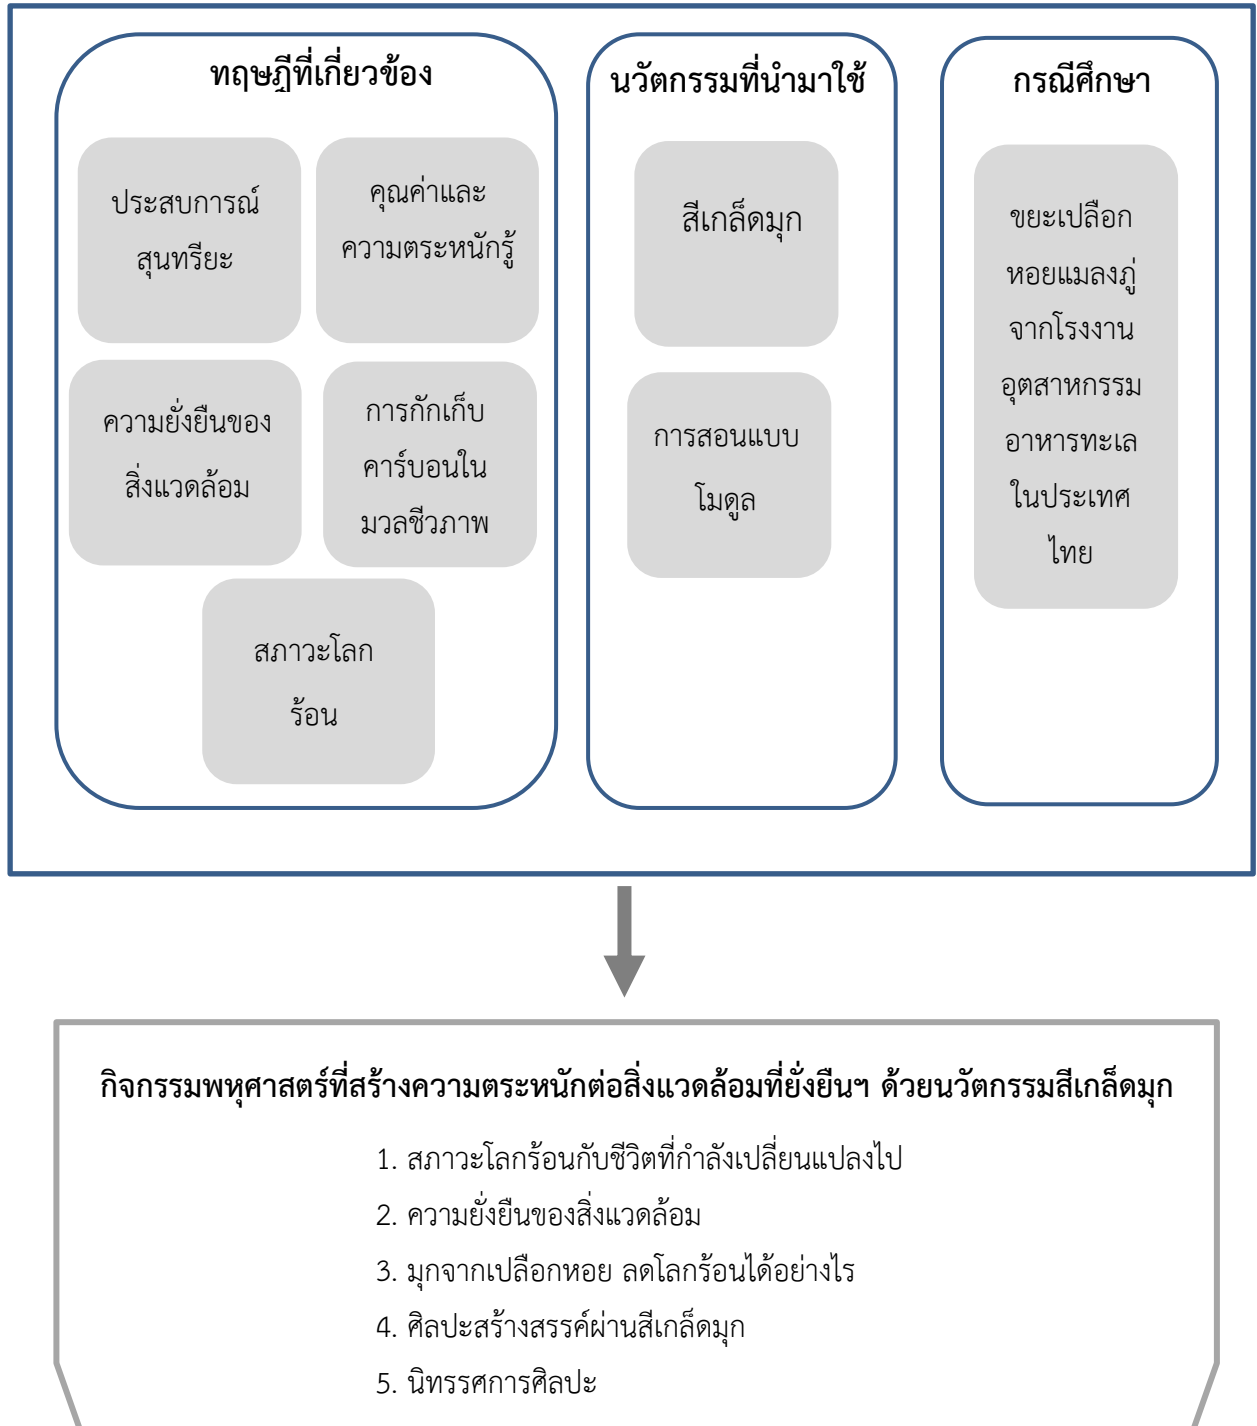 ทฤษฎีที่เกี่ยวข้อง
ประสบการณ์
สุนทรียะ
คุณค่าและ
ความตระหนักรู้
ความยั่งยืนของ
สิ่งแวดล้อม
การกักเก็บ
คาร์บอนใน
มวลชีวภาพ
สภาวะโลก
ร้อน
นวัตกรรมที่นำมาใช้
สีเกล็ดมุก
การสอนแบบ
โมดูล
กรณีศึกษา
ขยะเปลือก
หอยแมลงภู่
จากโรงงาน
อุตสาหกรรม
อาหารทะเล
ในประเทศ
ไทย
กิจกรรมพหุศาสตร์ที่สร้างความตระหนักต่อสิ่งแวดล้อมที่ยั่งยืนฯ ด้วยนวัตกรรมสีเกล็ดมุก
1. สภาวะโลกร้อนกับชีวิตที่กำลังเปลี่ยนแปลงไป
2. ความยั่งยืนของสิ่งแวดล้อม
3. มุกจากเปลือกหอย ลดโลกร้อนได้อย่างไร
4. ศิลปะสร้างสรรค์ผ่านสีเกล็ดมุก
5. นิทรรศการศิลปะ